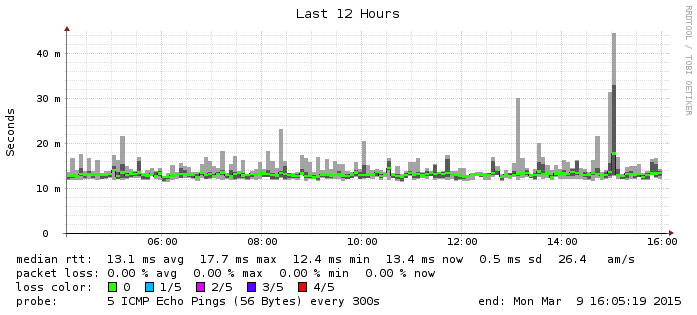 Last 12 Hours
RRDTOOL / TOBI OETIKER
Seconds
40 m
30 m
20 m
10 m
0
06:00 08:00 10:00 12:00 14:00 16:00
median rtt: 13.1 ms avg 17.7 ms max 12.4 ms min 13.4 ms now 0.5 ms sd 26.4 am/s
packet loss: 0.00 % avg 0.00 % max 0.00 % min 0.00 % now
loss color: 0 1/5 2/5 3/5 4/5
probe: 5 ICMP Echo Pings (56 Bytes) every 300s end: Mon Mar 9 16:05:19 2015